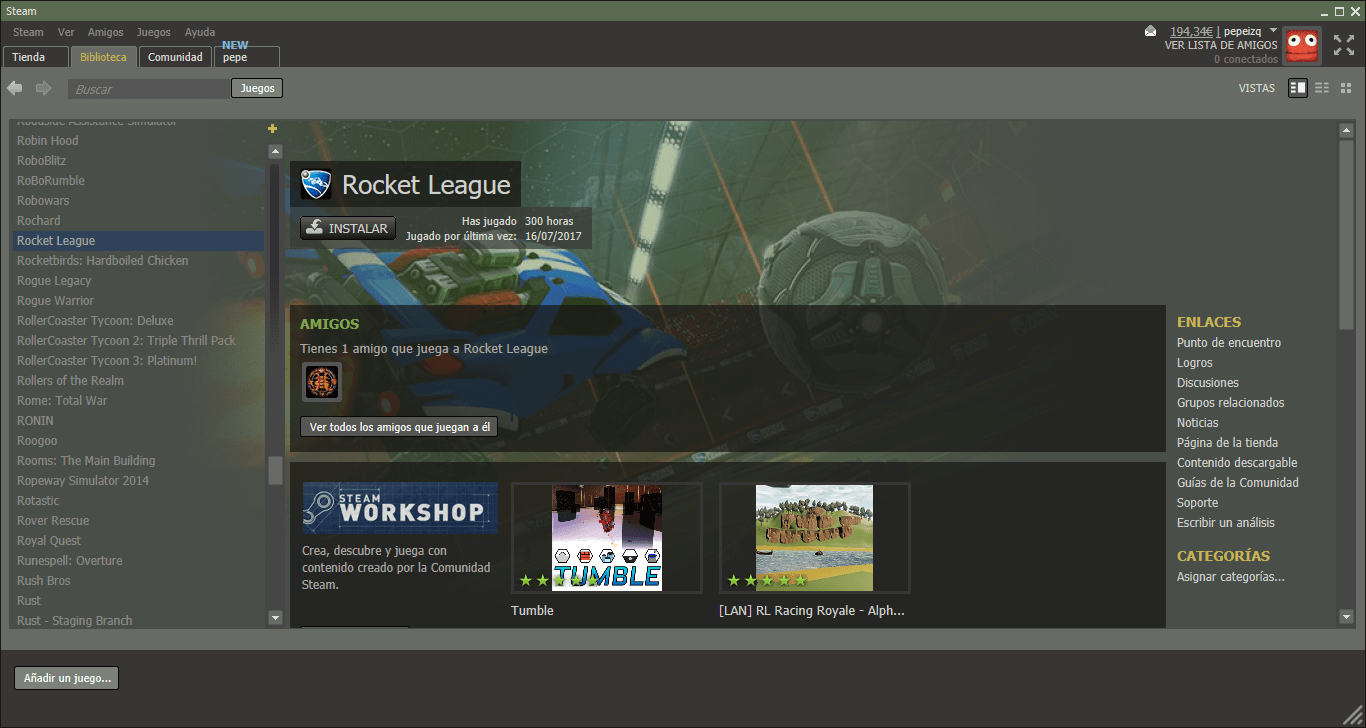 Steam
Steam Ver Amigos Juegos Ayuda
194,34€ | pepeizq
VER LISTA DE AMIGOS
0 conectados
NEW
Tienda Biblioteca Comunidad pepe
Buscar
Juegos
VISTAS
Roadside Assistance Simulator
Robin Hood
RoboBlitz
RoBoRumble
Robowars
Rochard
Rocket League
Rocketbirds: Hardboiled Chicken
Rogue Legacy
Rogue Warrior
RollerCoaster Tycoon: Deluxe
RollerCoaster Tycoon 2: Triple Thrill Pack
RollerCoaster Tycoon 3: Platinum!
Rollers of the Realm
Rome: Total War
RONIN
Roogoo
Rooms: The Main Building
Ropeway Simulator 2014
Rotastic
Rover Rescue
Royal Quest
Runespell: Overture
Rush Bros
Rust
Rust - Staging Branch
Rocket League
INSTALAR
Has jugado 300 horas
Jugado por última vez: 16/07/2017
AMIGOS
Tienes 1 amigo que juega a Rocket League
Ver todos los amigos que juegan a él
STEAM
WORKSHOP
Crea, descubre y juega con
contenido creado por la Comunidad
Steam.
TUMBLE
Tumble
[LAN] RL Racing Royale - Alph...
ENLACES
Punto de encuentro
Logros
Discusiones
Grupos relacionados
Noticias
Página de la tienda
Contenido descargable
Guías de la Comunidad
Soporte
Escribir un análisis
CATEGORÍAS
Asignar categorías...
Añadir un juego...